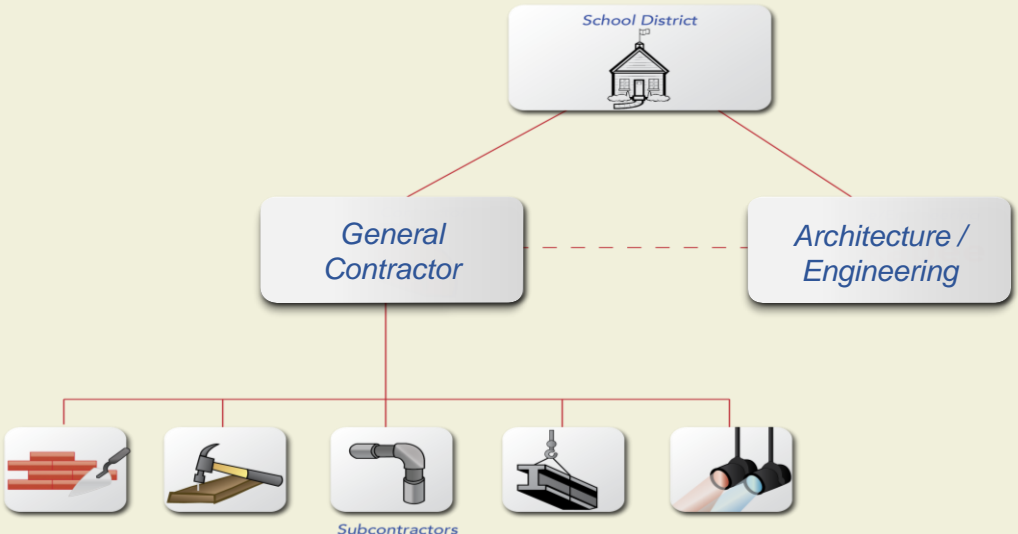 School District
General
Contractor
Architecture /
Engineering
Subcontractors